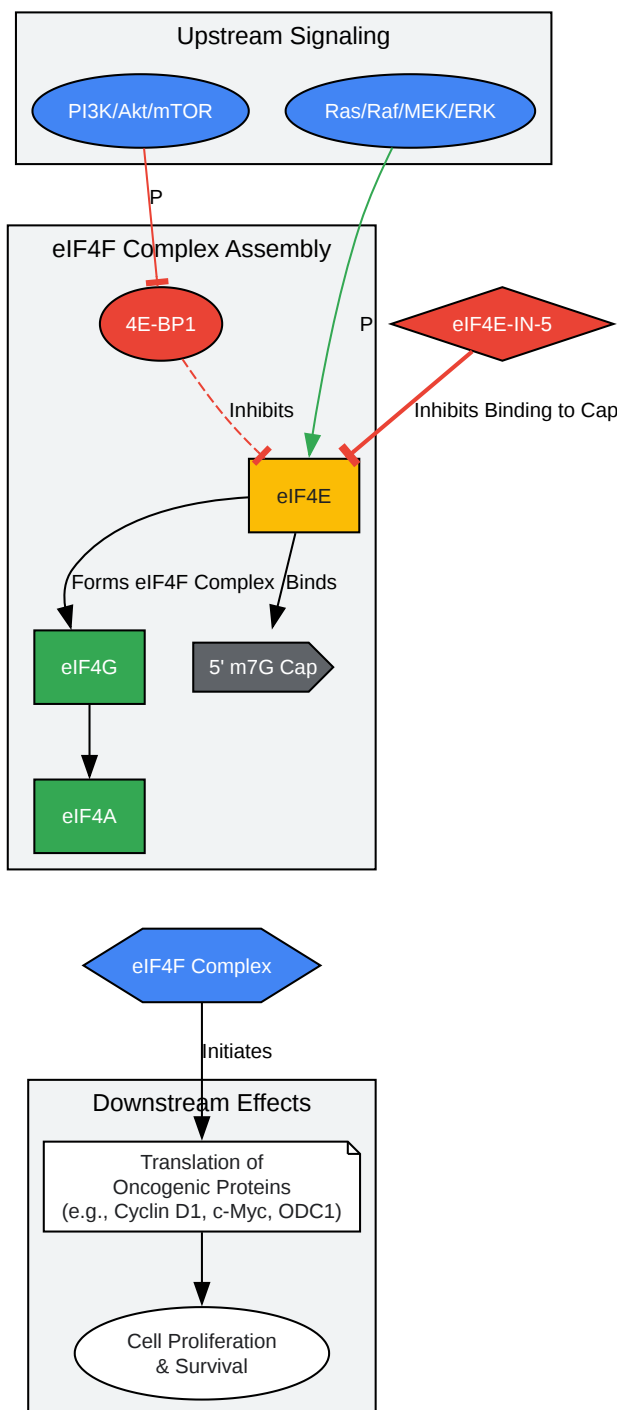 Upstream Signaling
PI3K/Akt/mTOR
Ras/Raf/MEK/ERK
P
eIF4F Complex Assembly
4E-BP1
P
eIF4E-IN-5
Inhibits
Inhibits Binding to Cap
eIF4E
Forms eIF4F Complex
Binds
eIF4G
5' m7G Cap
eIF4A
eIF4F Complex
Initiates
Downstream Effects
Translation of
Oncogenic Proteins
(e.g., Cyclin D1, c-Myc, ODC1)
Cell Proliferation
& Survival